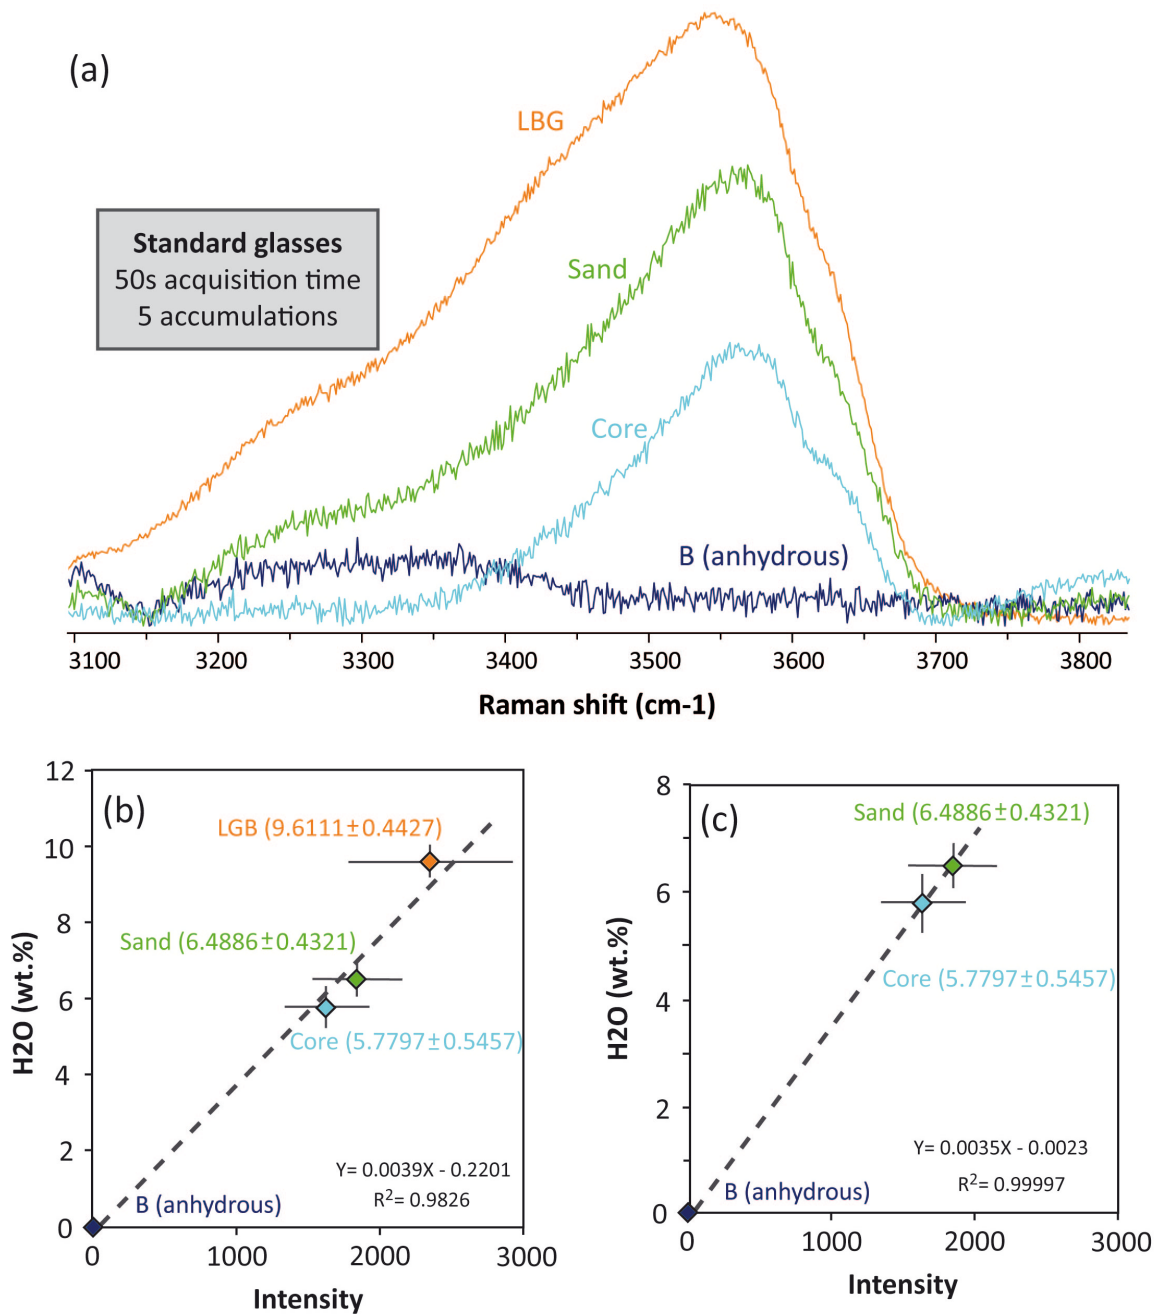 (a)
LBG
Standard glasses
50s acquisition time
5 accumulations
Sand
Core
B (anhydrous)
3100 3200 3300 3400 3500 3600 3700 3800
Raman shift (cm-1)
(b)
12
10
8
6
4
2
0
H2O (wt.%)
LGB (9.6111±0.4427)
Sand (6.4886±0.4321)
Core (5.7797±0.5457)
Y= 0.0039X - 0.2201
R2= 0.9826
B (anhydrous)
0 1000 2000 3000
Intensity
(c)
8
6
4
2
0
H2O (wt.%)
Sand (6.4886±0.4321)
Core (5.7797±0.5457)
Y= 0.0035X - 0.0023
R2= 0.99997
B (anhydrous)
0 1000 2000 3000
Intensity